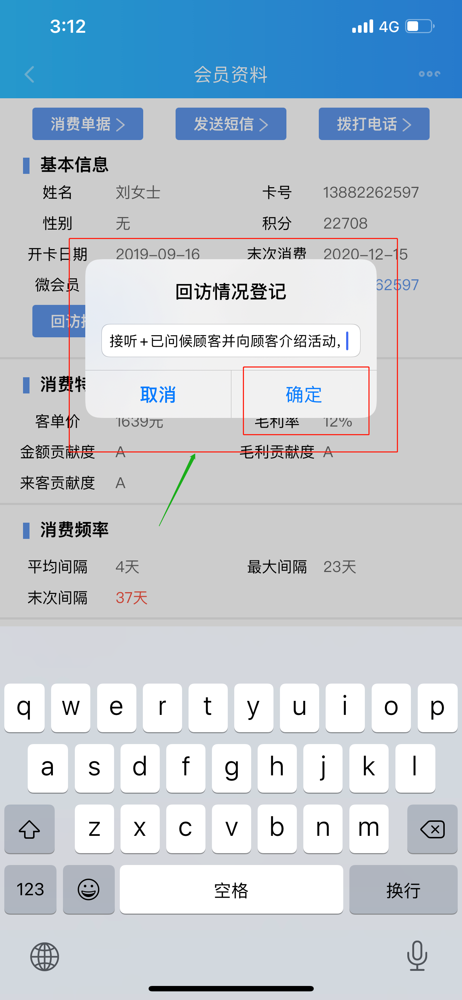 3:12 4G
会员资料
消费单据 发送短信 拨打电话
基本信息
姓名 刘女士 卡号 13882262597
性别 无 积分 22708
开卡日期 2019-09-16 末次消费 2020-12-15
微会员 62597
回访情况登记
回访
接听+已问候顾客并向顾客介绍活动,
消费特
取消 确定
客单价 1639元 毛利率 12%
金额贡献度 A 毛利贡献度 A
来客贡献度 A
消费频率
平均间隔 4天 最大间隔 23天
末次间隔 37天
q w e r t y u i o p
a s d f g h j k l
z x c v b n m
123 空格 换行